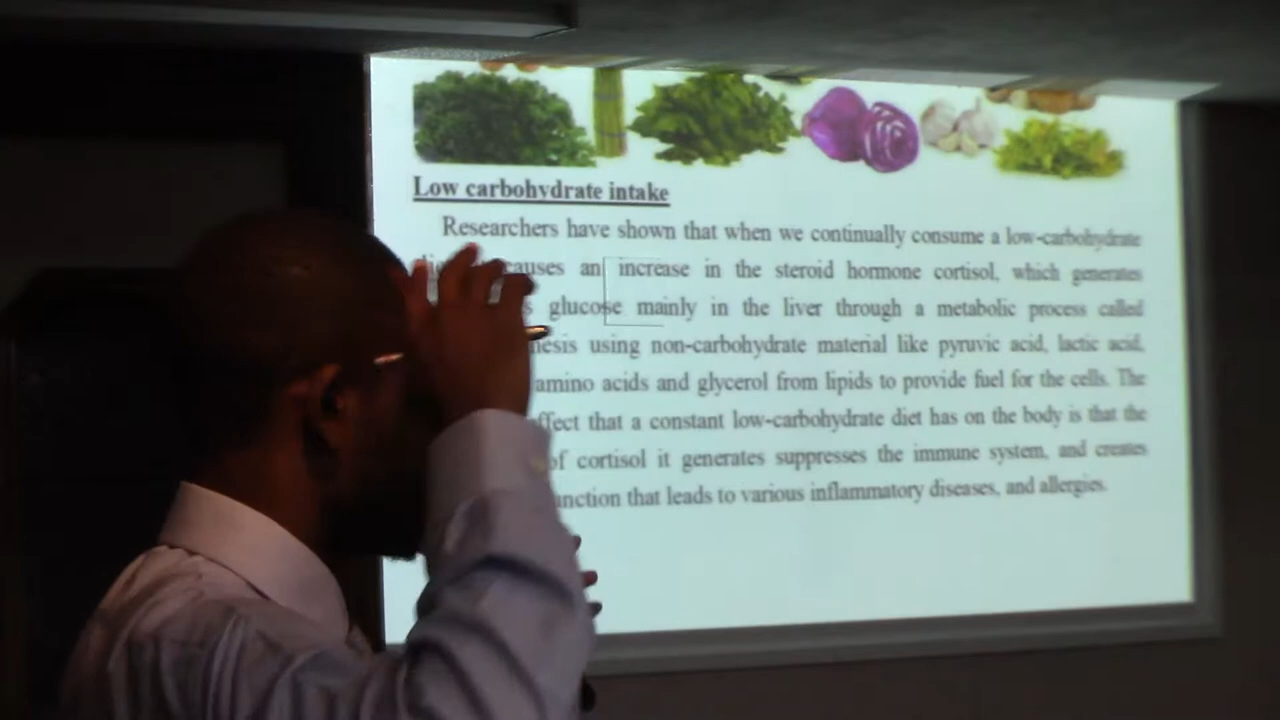 Low carbohydrate intake
Researchers have shown that when we continually consume a low-carbohydrate
causes an increase in the steroid hormone cortisol, which generates
glucose mainly in the liver through a metabolic process called
nesis using non-carbohydrate material like pyruvic acid, lactic acid,
amino acids and glycerol from lipids to provide fuel for the cells. The
ffect that a constant low-carbohydrate diet has on the body is that the
of cortisol it generates suppresses the immune system, and creates
unction that leads to various inflammatory diseases, and allergies.